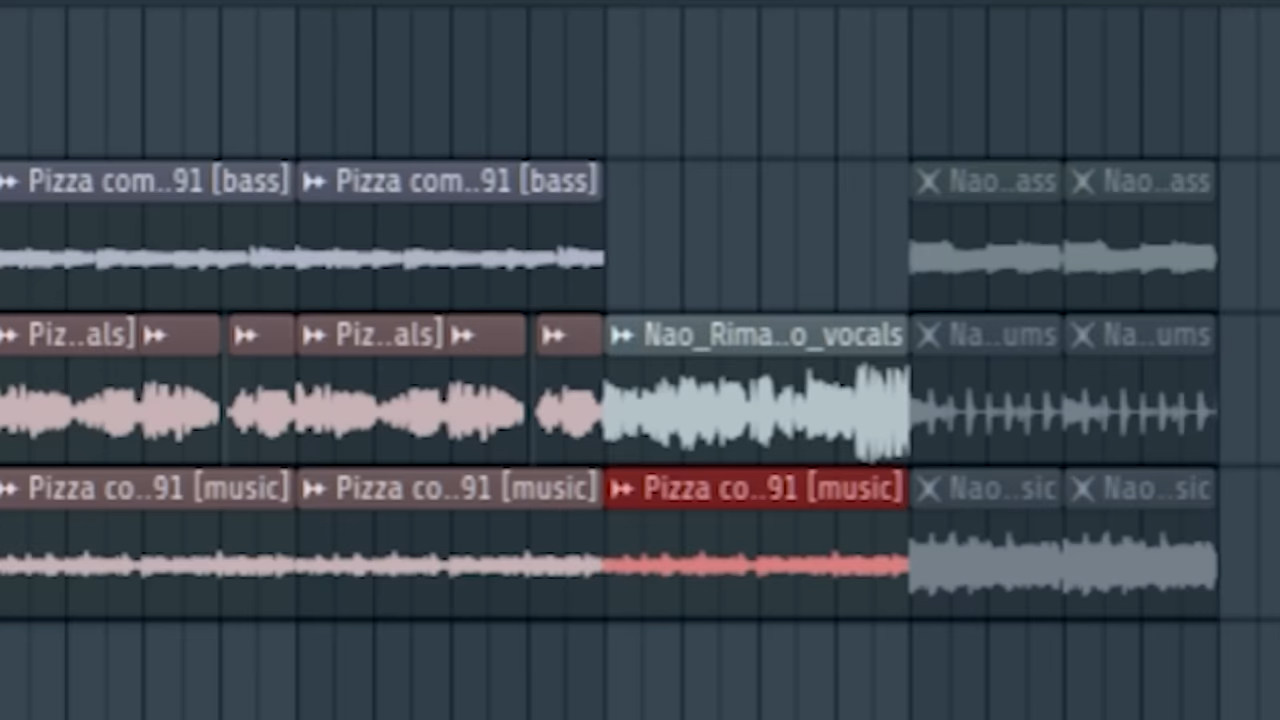 Pizza com..91 [bass] Pizza com..91 [bass] Nao..ass Nao..ass
Piz..als] Piz..als] Nao_Rima..o_vocals Na..ums Na..ums
Pizza co..91 [music] Pizza co..91 [music] Pizza co..91 [music] Nao..sic Nao..sic